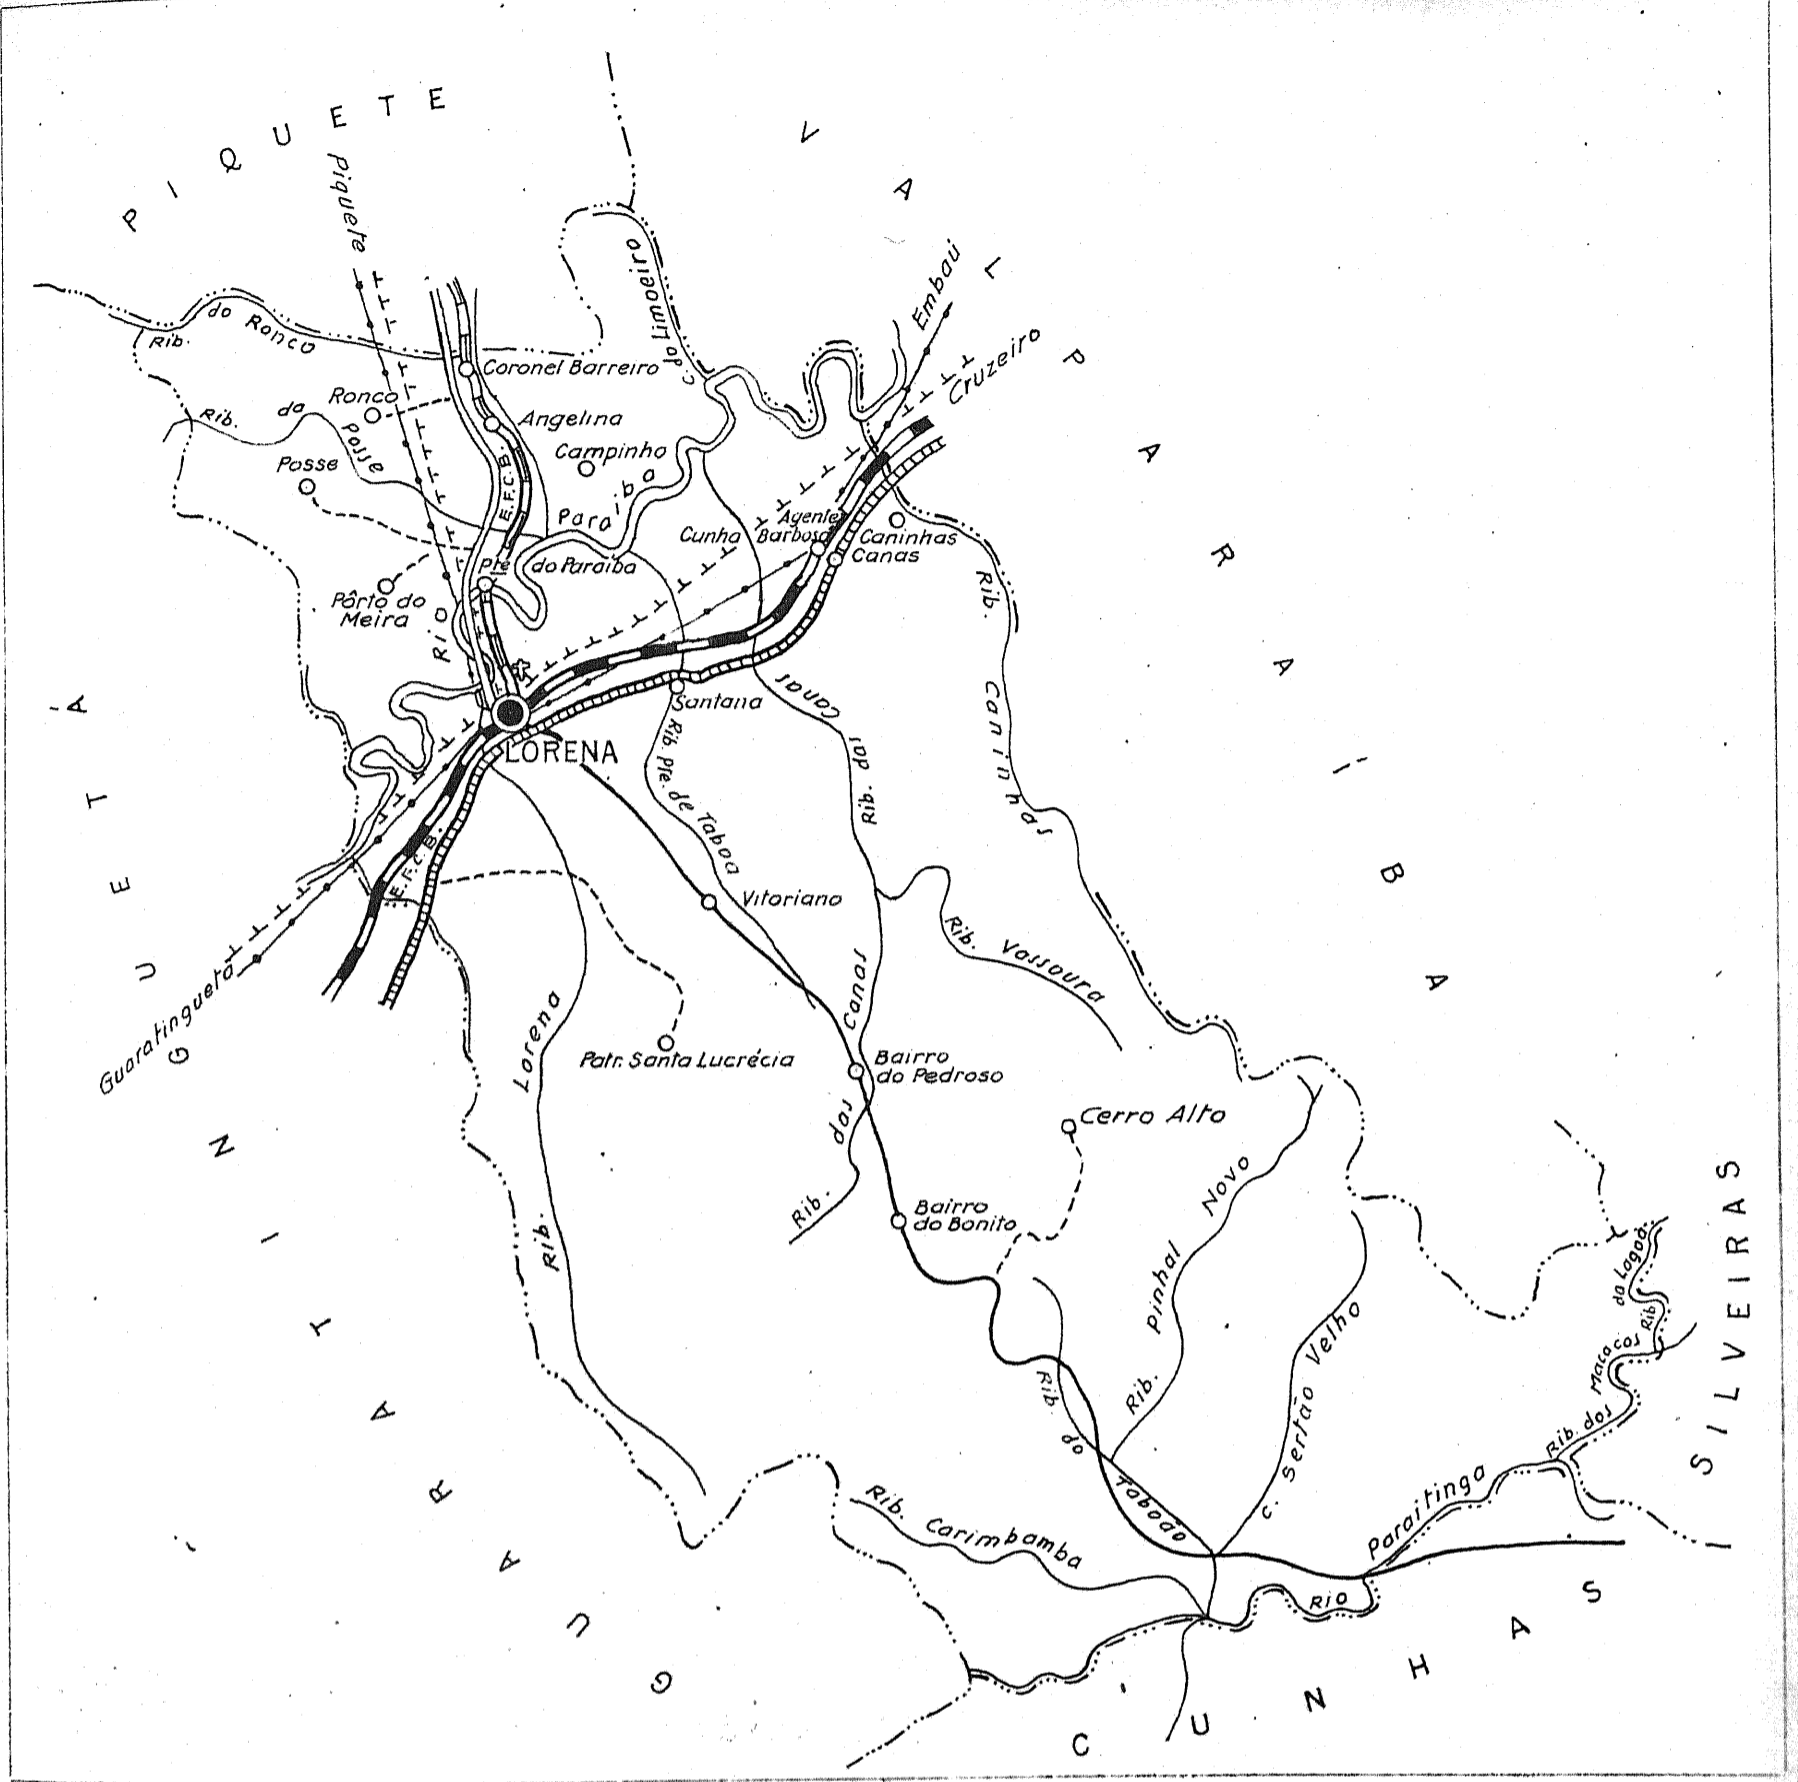 PIQUETE
VALPARAÍBA
Piquete
C. do Limoeiro
Embaú
Cruzeiro
Rib. do Ronco
Coronel Barreiro
Ronco
Angelina
Rib. da Posse
Campinho
Posse
E.F.C.B.
Paraíba
Cunha
Agente
Barbosa
Caninhas
Canas
Pte do Paraíba
Pôrto do
Meira
RIO
Rib. Caninhas
Santana
LORENA
Rib. Pte. de Taboa
Rib. das Canas
E.F.C.B.
Vitoriano
Rib. Vassoura
Guaratinguetá
GUARATINGUETÁ
Patr. Santa Lucrécia
Rib. Lorena
Rib. das Canas
Bairro
do Pedroso
Cerro Alto
Bairro
do Bonito
Rib. Pinhal Novo
C. Sertão Velho
Rib. da Lagoa
Rib. dos Macacos
SILVEIRAS
Rib. do Taboão
Rib. Carimbamba
RIO Paraitinga
CUNHAS